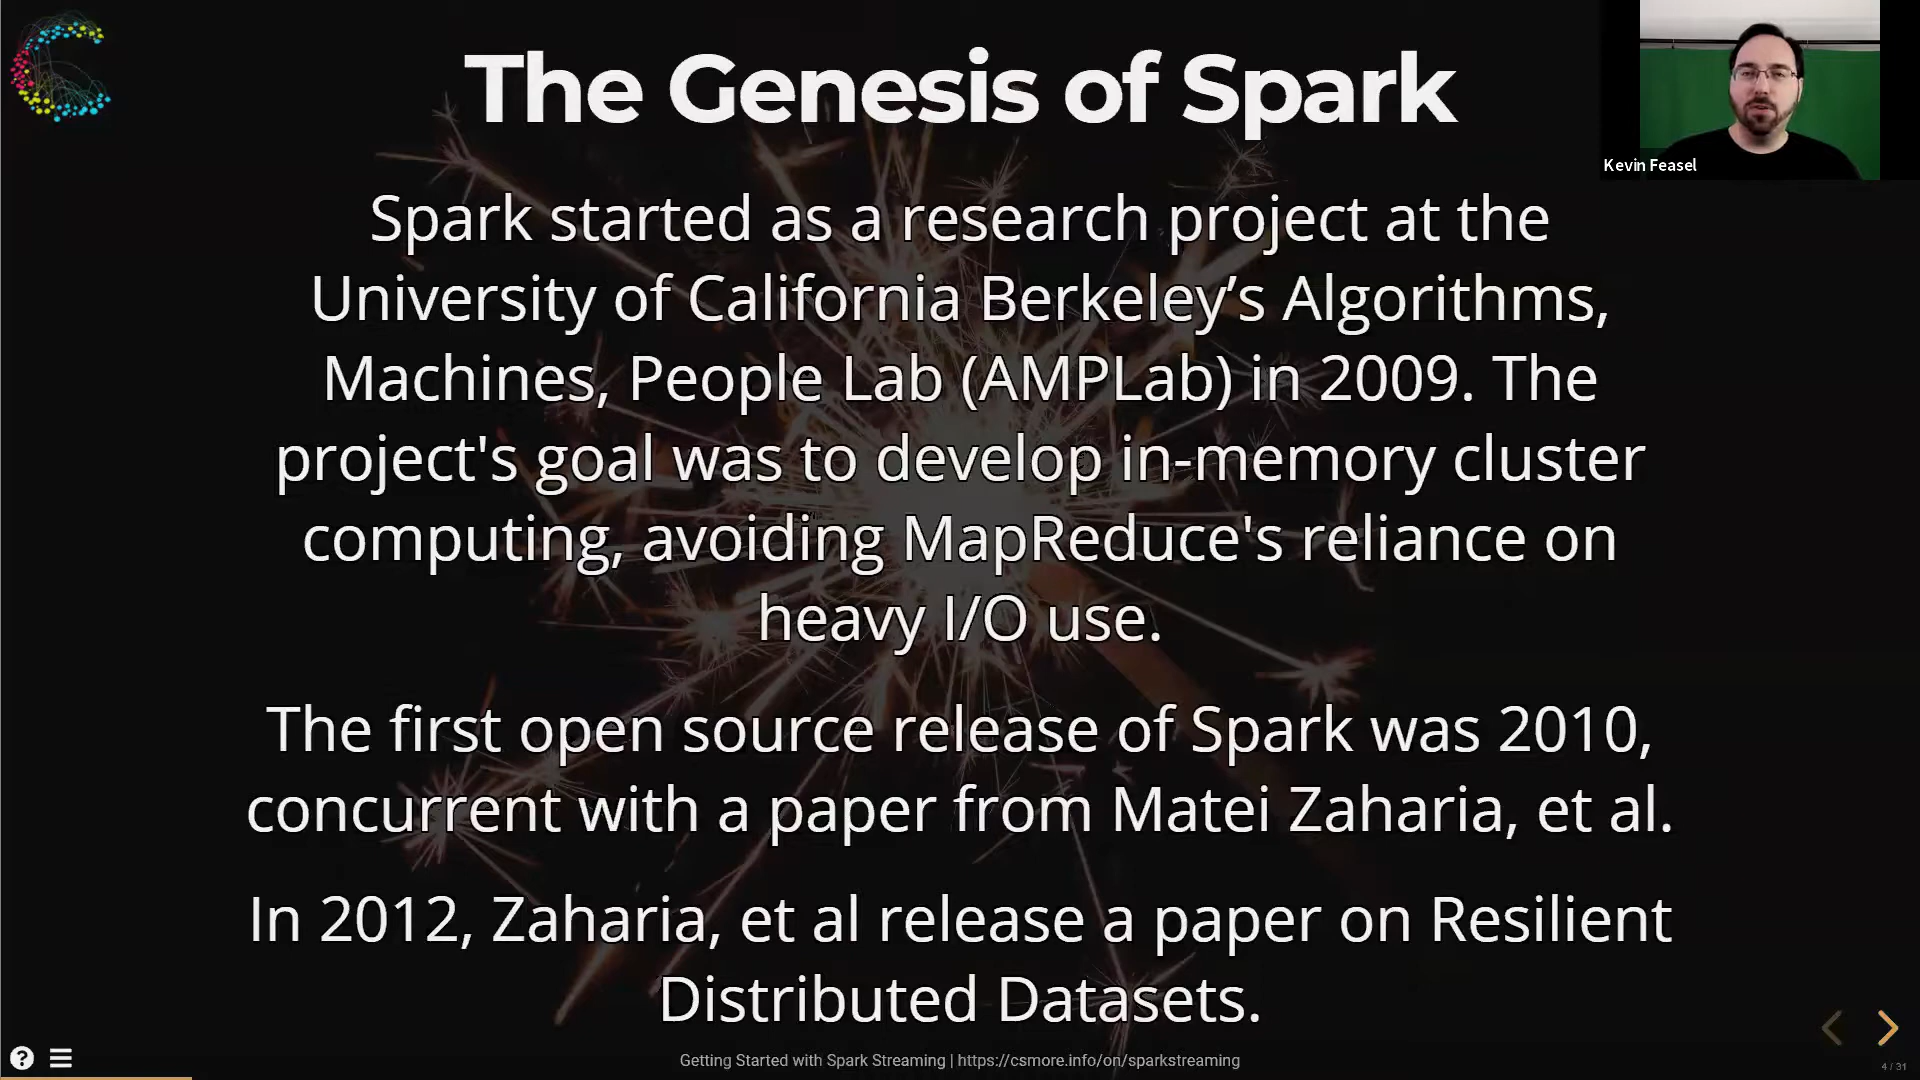 The Genesis of Spark
Kevin Feasel
Spark started as a research project at the
University of California Berkeley’s Algorithms,
Machines, People Lab (AMPLab) in 2009. The
project's goal was to develop in-memory cluster
computing, avoiding MapReduce's reliance on
heavy I/O use.
The first open source release of Spark was 2010,
concurrent with a paper from Matei Zaharia, et al.
In 2012, Zaharia, et al release a paper on Resilient
Distributed Datasets.
Getting Started with Spark Streaming | https://csmore.info/on/sparkstreaming
4 / 31